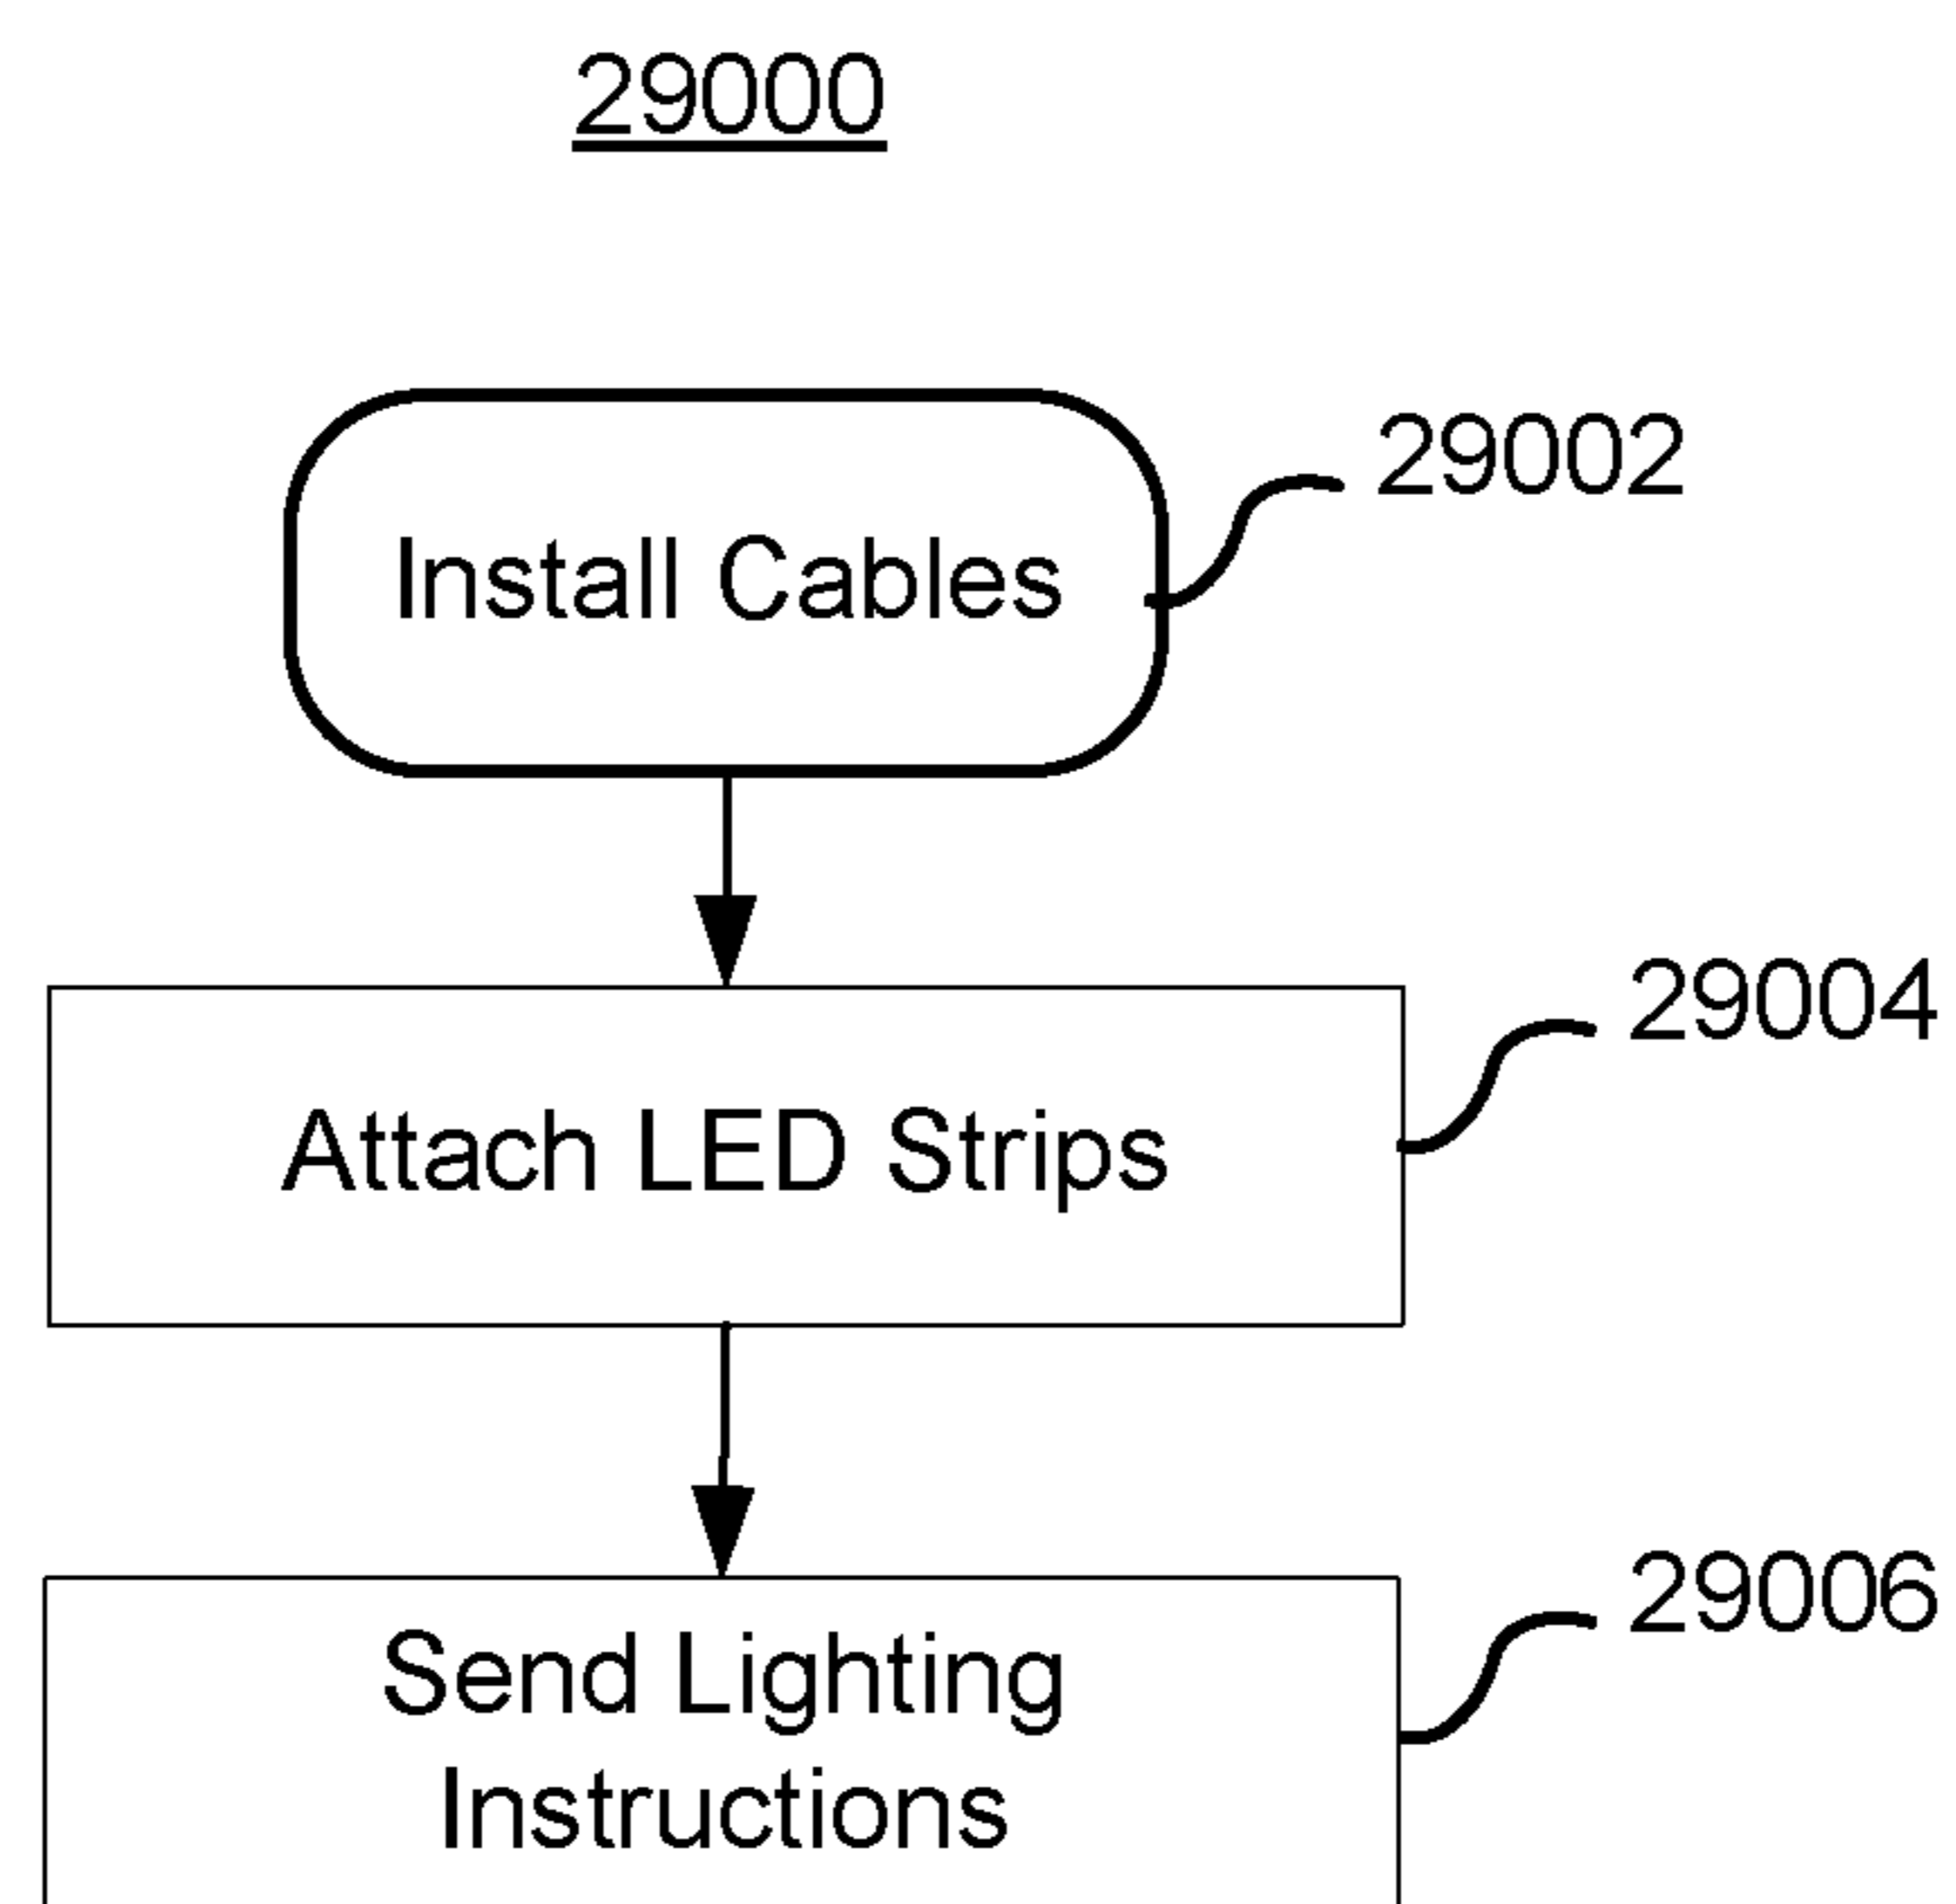 29000
29002
Install Cables
29004
Attach LED Strips
29006
Send Lighting
Instructions